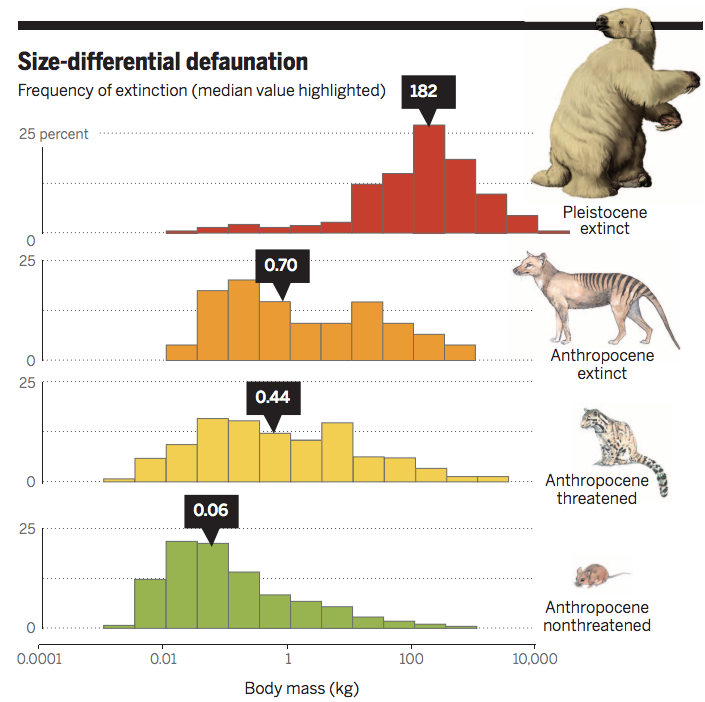 Size-differential defaunation
Frequency of extinction (median value highlighted)
182
25 percent
0
Pleistocene
extinct
25
0.70
0
Anthropocene
extinct
25
0.44
0
Anthropocene
threatened
0.06
25
0
Anthropocene
nonthreatened
0.0001 0.01 1 100 10,000
Body mass (kg)